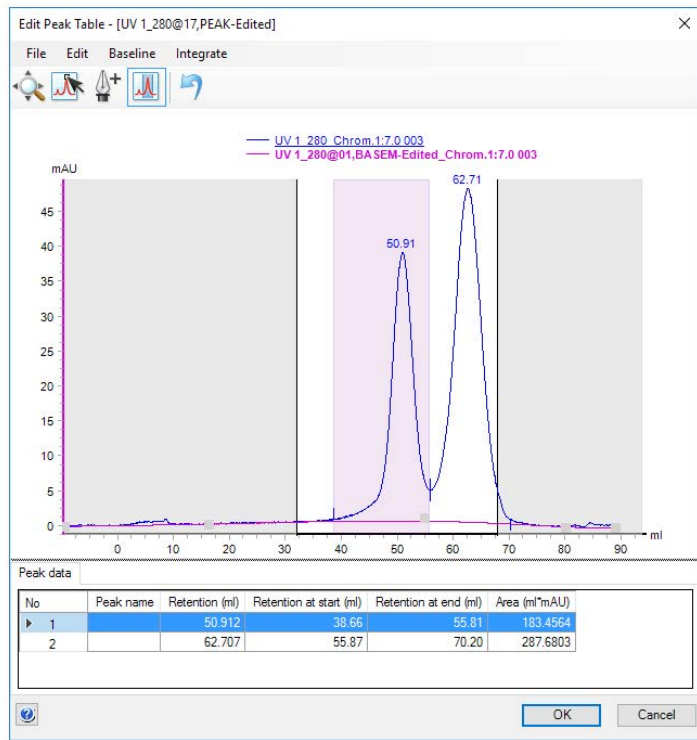 Edit Peak Table - [UV 1_280@17,PEAK-Edited]
File Edit Baseline Integrate
UV 1_280_Chrom.1:7.0 003
UV 1_280@01,BASEM-Edited_Chrom.1:7.0 003
mAU
62.71
50.91
45
40
35
30
25
20
15
10
5
0
0 10 20 30 40 50 60 70 80 90 ml
Peak data
No Peak name Retention (ml) Retention at start (ml) Retention at end (ml) Area (ml*mAU)
1 50.912 38.66 55.81 183.4564
2 62.707 55.87 70.20 287.6803
OK Cancel